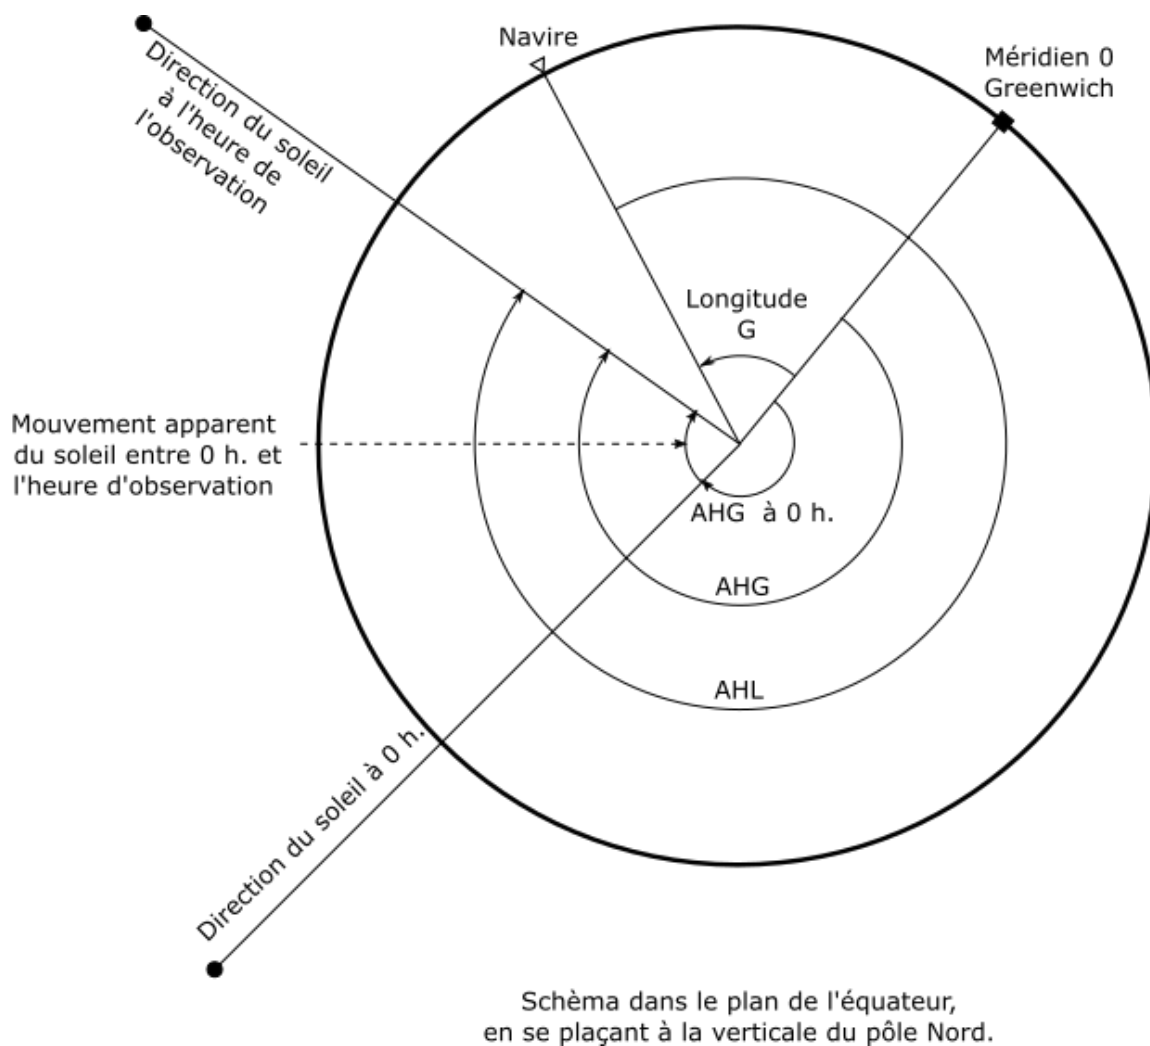 Navire
Méridien 0
Greenwich
Direction du soleil
à l'heure de
l'observation
Longitude
G
Mouvement apparent
du soleil entre 0 h. et
l'heure d'observation
AHG à 0 h.
AHG
AHL
Direction du soleil à 0 h.
Schèma dans le plan de l'équateur,
en se plaçant à la verticale du pôle Nord.